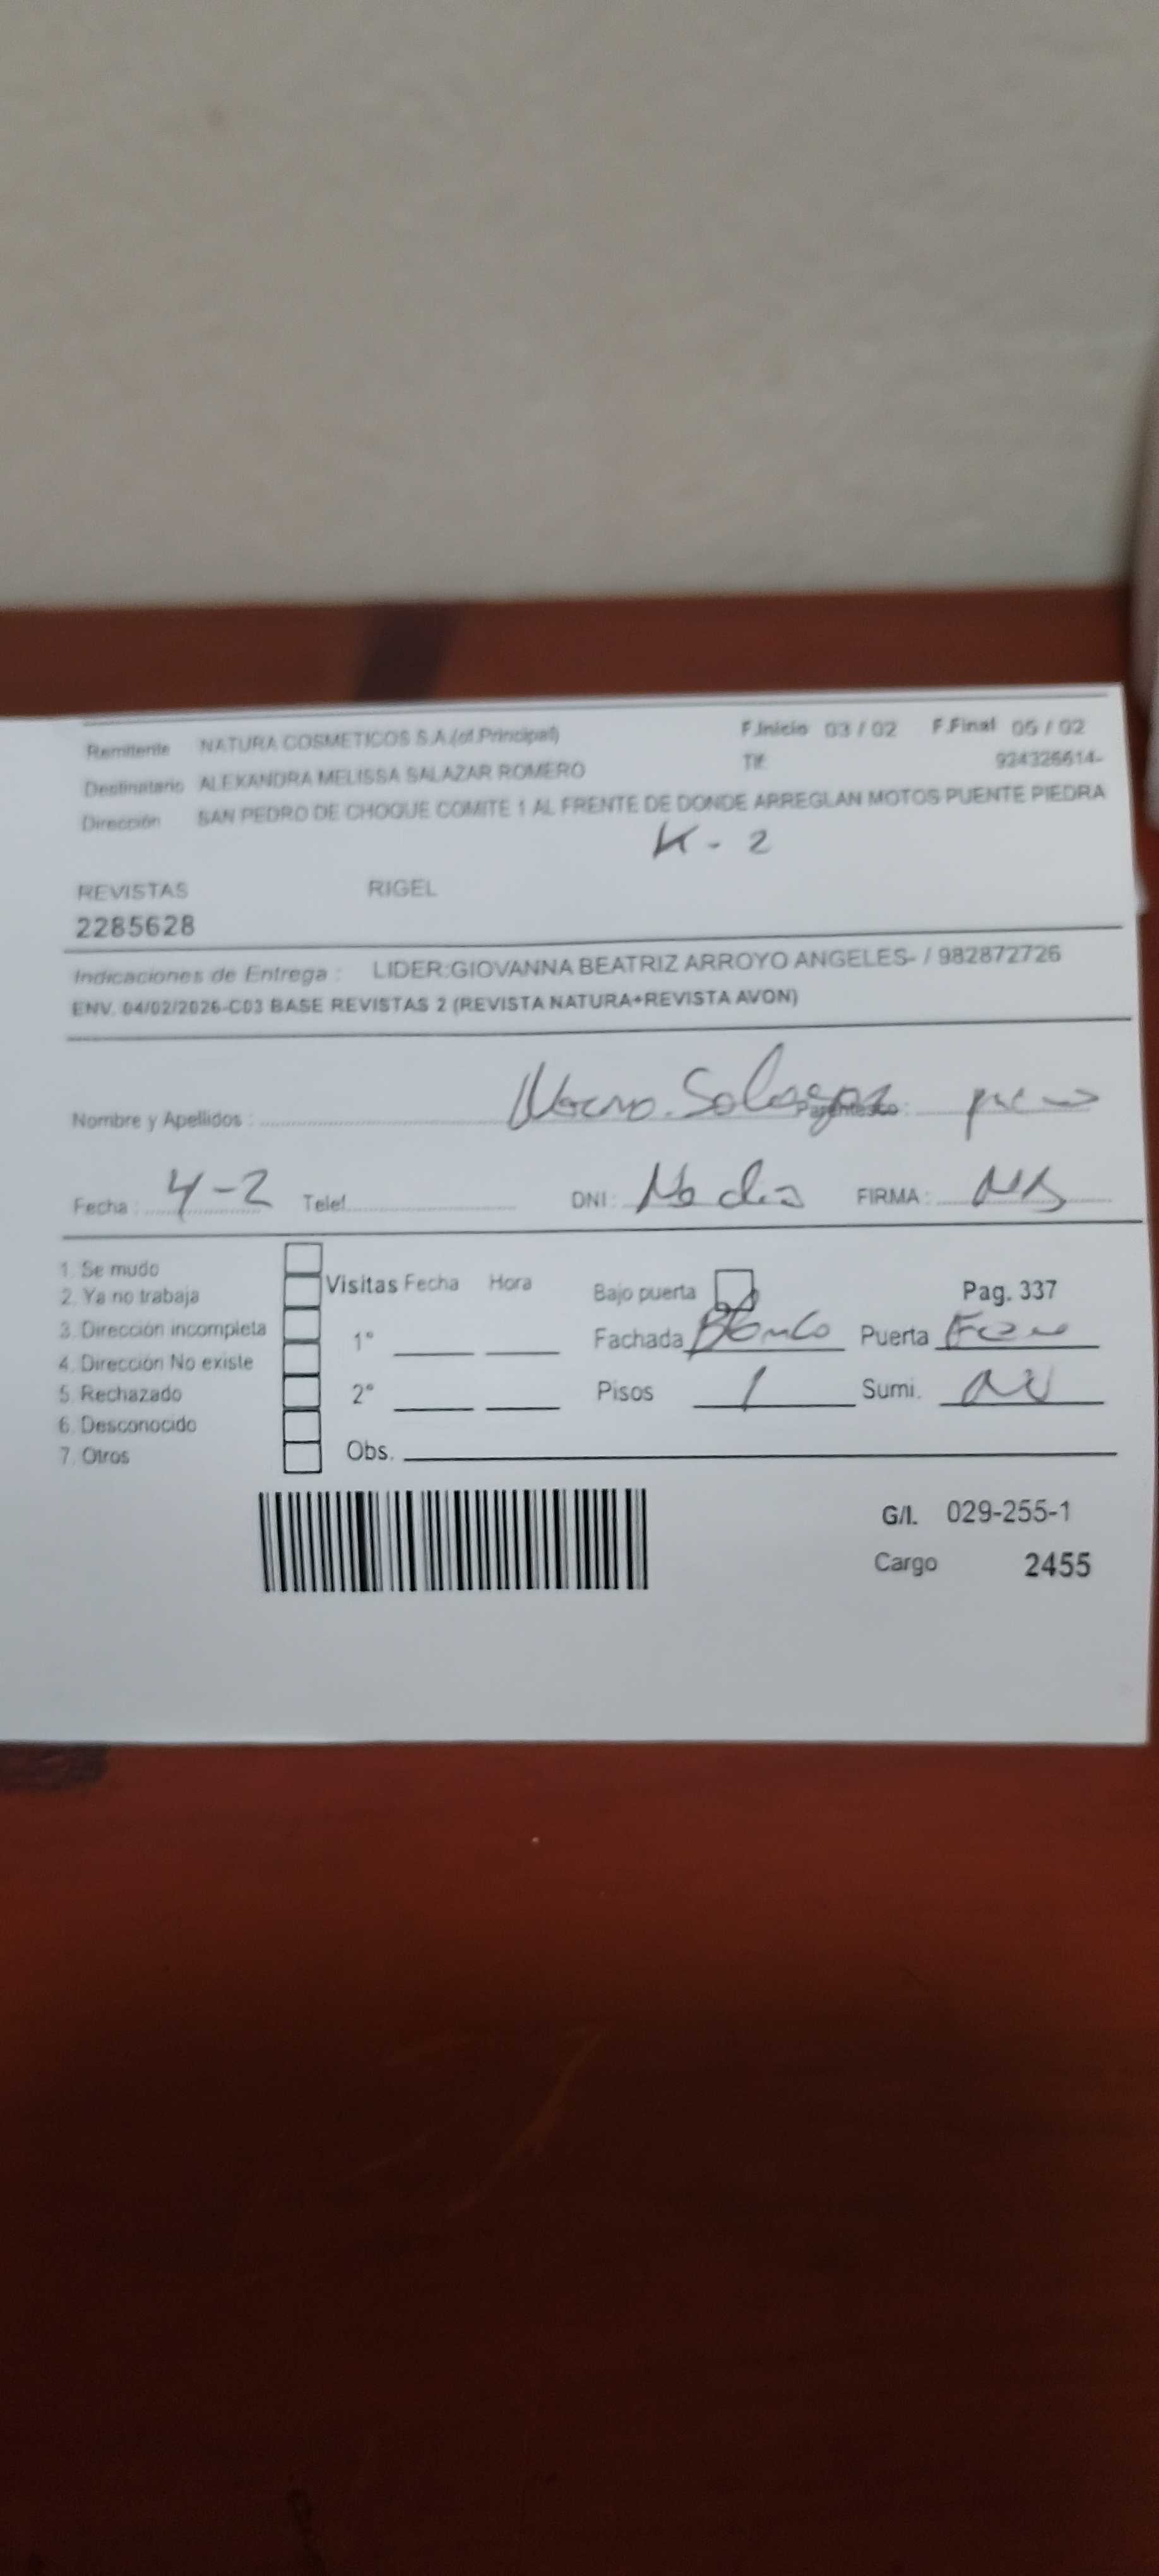 Remitente NATURA COSMETICOS S.A.(of.Principal) F.Inicio 03 / 02 F.Final 05 / 02
Destinatario ALEXANDRA MELISSA SALAZAR ROMERO Tlf. 924326614-
Dirección SAN PEDRO DE CHOQUE COMITE 1 AL FRENTE DE DONDE ARREGLAN MOTOS PUENTE PIEDRA
K - 2
REVISTAS RIGEL
2285628
Indicaciones de Entrega : LIDER:GIOVANNA BEATRIZ ARROYO ANGELES- / 982872726
ENV. 04/02/2026-C03 BASE REVISTAS 2 (REVISTA NATURA+REVISTA AVON)
Nombre y Apellidos : Parentesco :
Fecha : 4-2 Telef. DNI : FIRMA :
1. Se mudo
2. Ya no trabaja Visitas Fecha Hora Bajo puerta Pag. 337
3. Dirección incompleta 1° Fachada Blanco Puerta
4. Dirección No existe
5. Rechazado 2° Pisos 1 Sumi.
6. Desconocido
7. Otros Obs.
G/I. 029-255-1
Cargo 2455